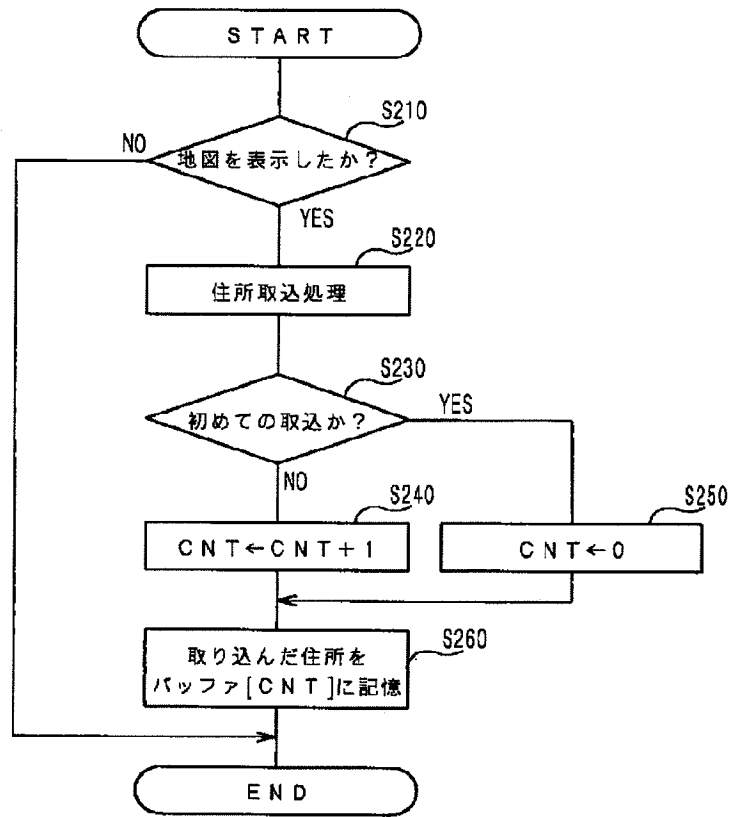 START
S210
NO
地図を表示したか？
YES
S220
住所取込処理
S230
初めての取込か？
YES
NO
S240
CNT←CNT+1
S250
CNT←0
S260
取り込んだ住所を
バッファ[CNT]に記憶
END